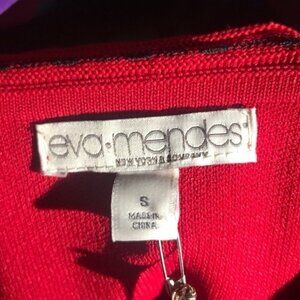 eva·mendes
NEW YORK & COMPANY
S
MADE IN
CHINA